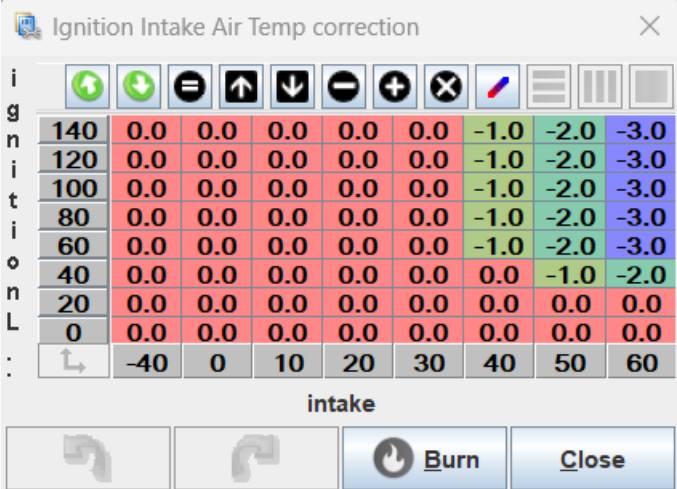 Ignition Intake Air Temp correction
i g n i t i o n L . .
140 0.0 0.0 0.0 0.0 0.0 -1.0 -2.0 -3.0
120 0.0 0.0 0.0 0.0 0.0 -1.0 -2.0 -3.0
100 0.0 0.0 0.0 0.0 0.0 -1.0 -2.0 -3.0
80 0.0 0.0 0.0 0.0 0.0 -1.0 -2.0 -3.0
60 0.0 0.0 0.0 0.0 0.0 -1.0 -2.0 -3.0
40 0.0 0.0 0.0 0.0 0.0 0.0 -1.0 -2.0
20 0.0 0.0 0.0 0.0 0.0 0.0 0.0 0.0
0 0.0 0.0 0.0 0.0 0.0 0.0 0.0 0.0
-40 0 10 20 30 40 50 60
intake
Burn Close